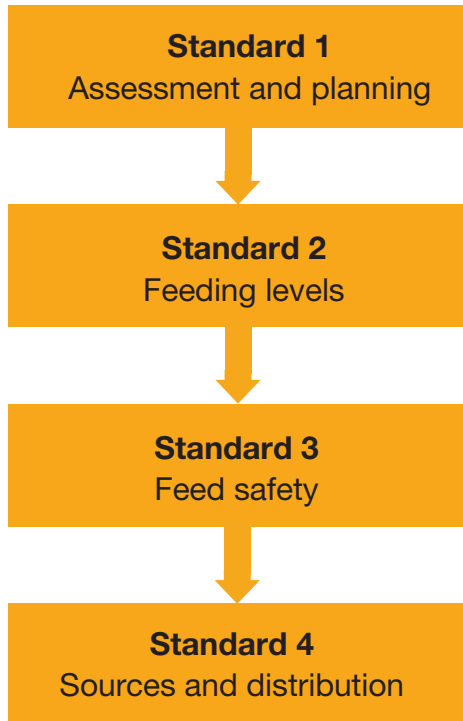 Standard 1
Assessment and planning
Standard 2
Feeding levels
Standard 3
Feed safety
Standard 4
Sources and distribution